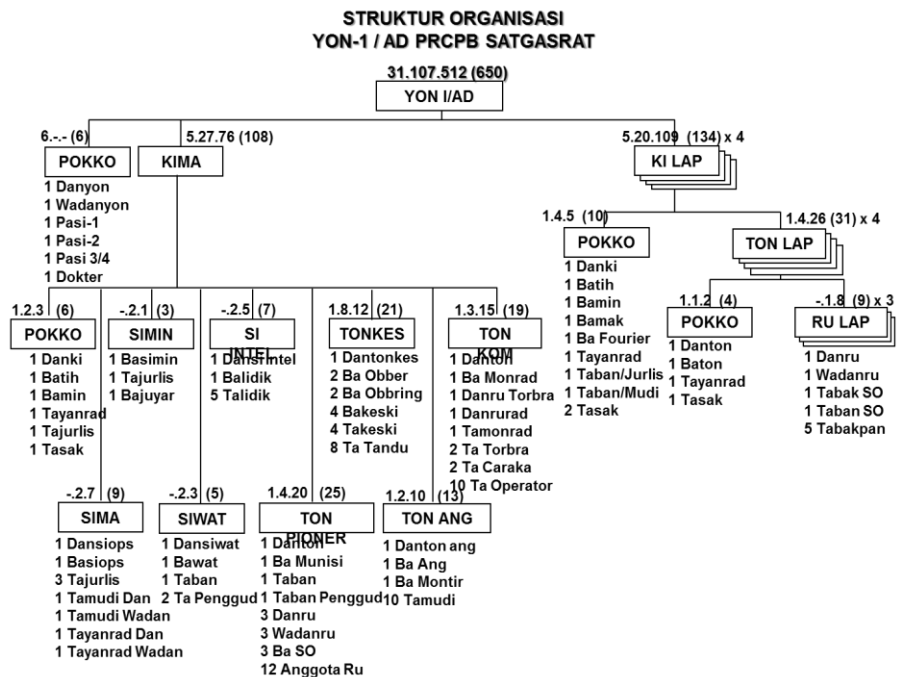 STRUKTUR ORGANISASI
YON-1 / AD PRCPB SATGASRAT
31.107.512 (650)
YON I/AD
6.-.- (6)
POKKO
1 Danyon
1 Wadanyon
1 Pasi-1
1 Pasi-2
1 Pasi 3/4
1 Dokter
5.27.76 (108)
KIMA
5.20.109 (134) x 4
KI LAP
1.4.5 (10)
POKKO
1 Danki
1 Batih
1 Bamin
1 Bamak
1 Ba Fourier
1 Tayanrad
1 Taban/Jurlis
1 Taban/Mudi
2 Tasak
1.4.26 (31) x 4
TON LAP
1.1.2 (4)
POKKO
1 Danton
1 Baton
1 Tayanrad
1 Tasak
-.1.8 (9) x 3
RU LAP
1 Danru
1 Wadanru
1 Tabak SO
1 Taban SO
5 Tabakpan
1.2.3 (6)
POKKO
1 Danki
1 Batih
1 Bamin
1 Tayanrad
1 Tajurlis
1 Tasak
-.2.1 (3)
SIMIN
1 Basimin
1 Tajurlis
1 Bajuyar
-.2.5 (7)
SI
INTEL
1 Dansi Intel
1 Balidik
5 Talidik
1.8.12 (21)
TONKES
1 Dantonkes
2 Ba Obber
2 Ba Obbring
4 Bakeski
4 Takeski
8 Ta Tandu
1.3.15 (19)
TON
KOM
1 Danton
1 Ba Monrad
1 Danru Torbra
1 Danrurad
1 Tamonrad
2 Ta Torbra
2 Ta Caraka
10 Ta Operator
-.2.7 (9)
SIMA
1 Dansiops
1 Basiops
3 Tajurlis
1 Tamudi Dan
1 Tamudi Wadan
1 Tayanrad Dan
1 Tayanrad Wadan
-.2.3 (5)
SIWAT
1 Dansiwat
1 Bawat
1 Taban
2 Ta Penggud
1.4.20 (25)
TON
PIONER
1 Danton
1 Ba Munisi
1 Taban
1 Taban Penggud
3 Danru
3 Wadanru
3 Ba SO
12 Anggota Ru
1.2.10 (13)
TON ANG
1 Danton ang
1 Ba Ang
1 Ba Montir
10 Tamudi